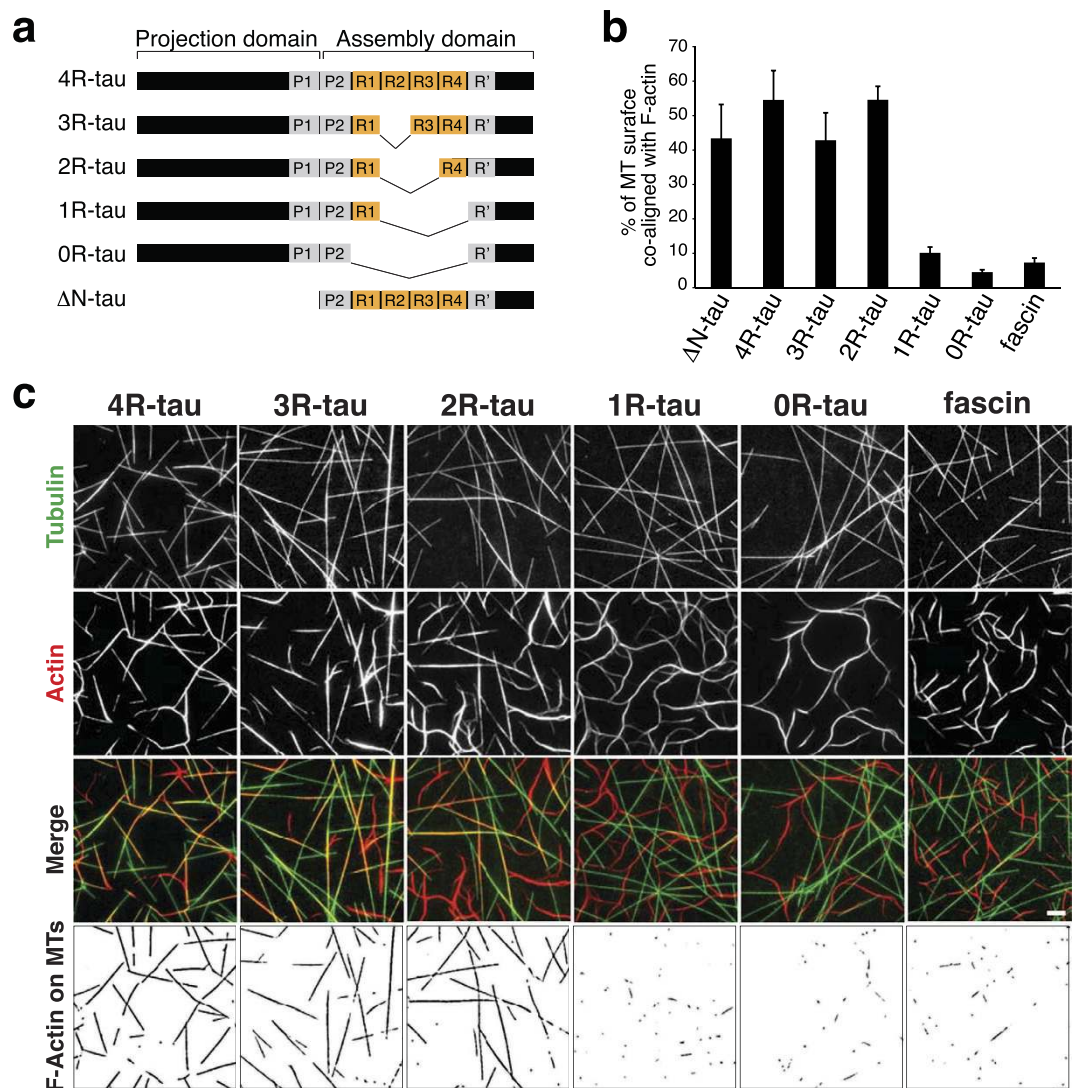 a
Projection domain Assembly domain
4R-tau P1 P2 R1 R2 R3 R4 R'
3R-tau P1 P2 R1 R3 R4 R'
2R-tau P1 P2 R1 R4 R'
1R-tau P1 P2 R1 R'
0R-tau P1 P2 R'
ΔN-tau P2 R1 R2 R3 R4 R'
b
% of MT surafce
co-aligned with F-actin
70
60
50
40
30
20
10
0
ΔN-tau 4R-tau 3R-tau 2R-tau 1R-tau 0R-tau fascin
c
4R-tau 3R-tau 2R-tau 1R-tau 0R-tau fascin
Tubulin
Actin
Merge
F-Actin on MTs